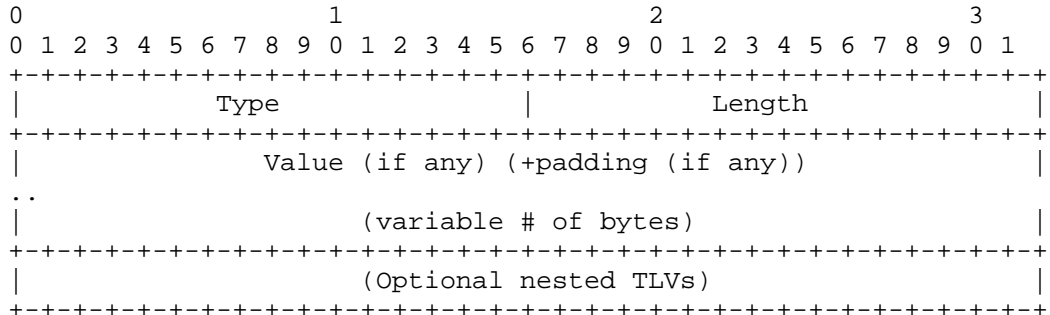 0                   1                   2                   3
0 1 2 3 4 5 6 7 8 9 0 1 2 3 4 5 6 7 8 9 0 1 2 3 4 5 6 7 8 9 0 1
+-+-+-+-+-+-+-+-+-+-+-+-+-+-+-+-+-+-+-+-+-+-+-+-+-+-+-+-+-+-+-+-+
|            Type               |           Length              |
+-+-+-+-+-+-+-+-+-+-+-+-+-+-+-+-+-+-+-+-+-+-+-+-+-+-+-+-+-+-+-+-+
|               Value (if any) (+padding (if any))              |
..
|                     (variable # of bytes)                     |
+-+-+-+-+-+-+-+-+-+-+-+-+-+-+-+-+-+-+-+-+-+-+-+-+-+-+-+-+-+-+-+-+
|                     (Optional nested TLVs)                    |
+-+-+-+-+-+-+-+-+-+-+-+-+-+-+-+-+-+-+-+-+-+-+-+-+-+-+-+-+-+-+-+-+